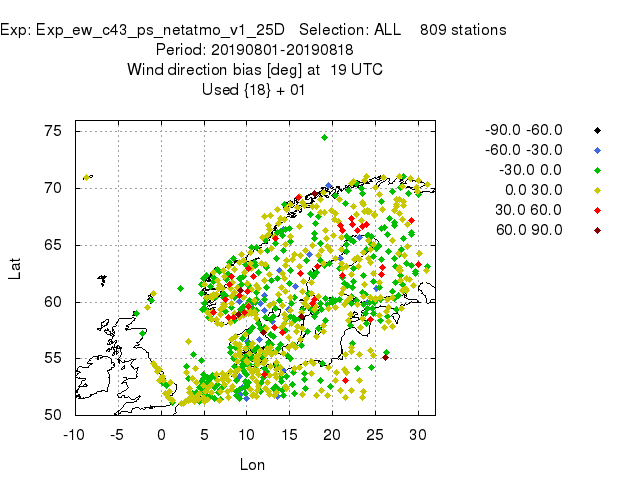 Exp: Exp_ew_c43_ps_netatmo_v1_25D   Selection: ALL    809 stations
Period: 20190801-20190818
Wind direction bias [deg] at  19 UTC
Used {18} + 01
-90.0 -60.0
-60.0 -30.0
-30.0 0.0
0.0 30.0
30.0 60.0
60.0 90.0
75
70
65
60
55
50
Lat
-10 -5 0 5 10 15 20 25 30
Lon